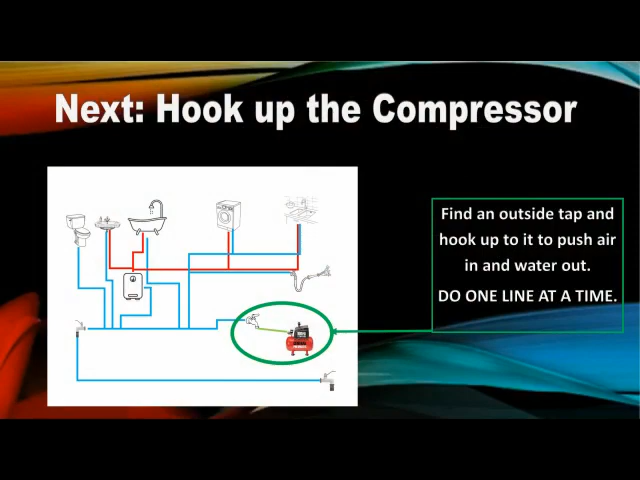 Next: Hook up the Compressor
Find an outside tap and
hook up to it to push air
in and water out.
DO ONE LINE AT A TIME.